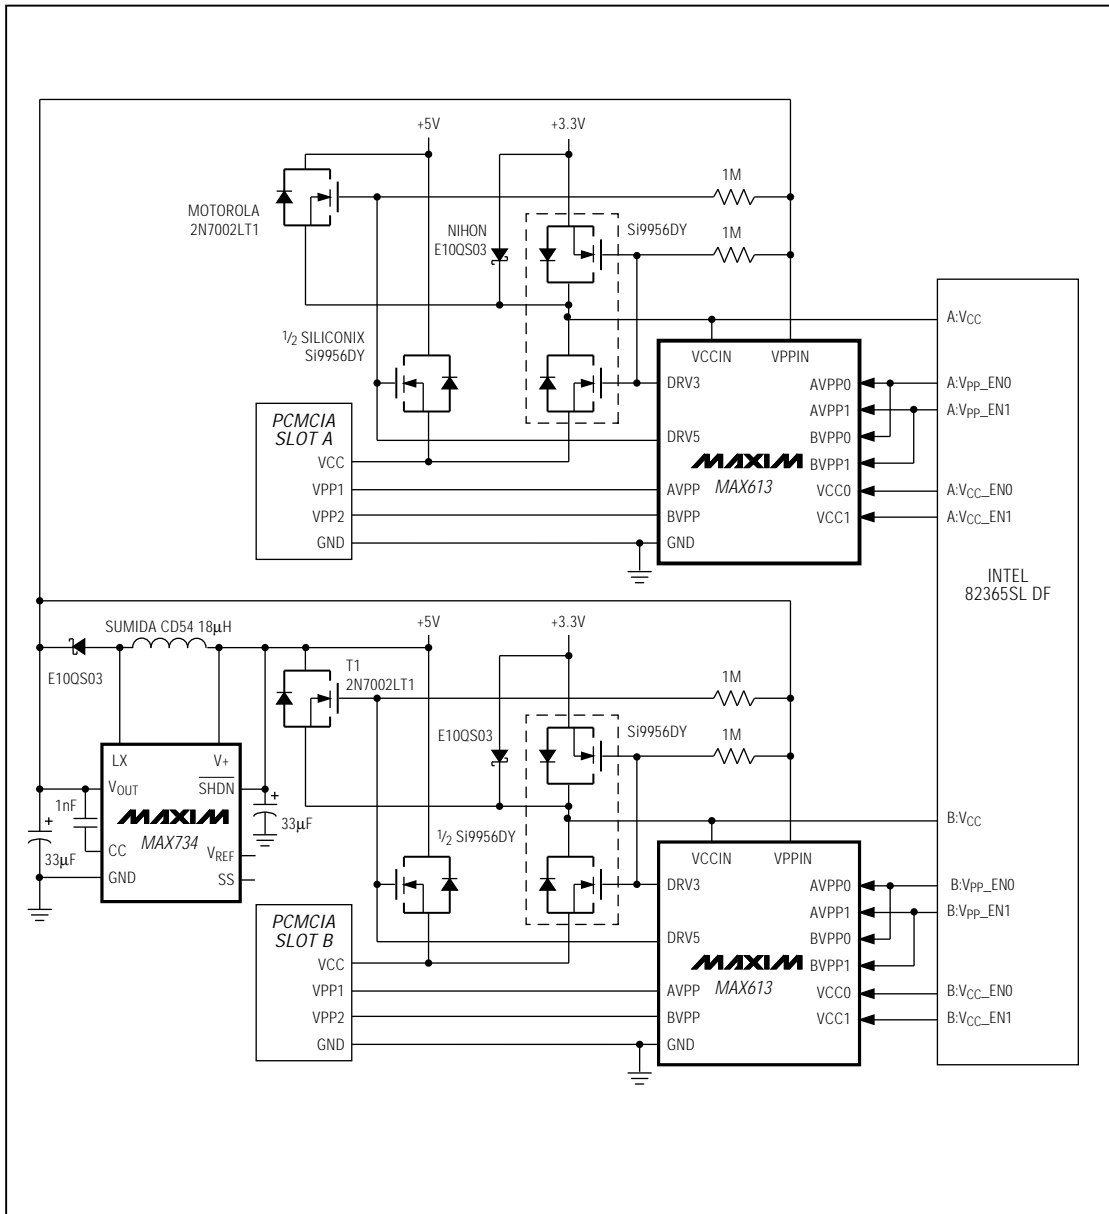 +5V
+3.3V
1M
MOTOROLA
2N7002LT1
NIHON
E10QS03
Si9956DY
1M
A:VCC
1/2 SILICONIX
Si9956DY
VCCIN
VPPIN
DRV3
AVPP0
A:VPP_EN0
AVPP1
A:VPP_EN1
PCMCIA
SLOT A
DRV5
BVPP0
VCC
MAXIM
BVPP1
VPP1
AVPP
MAX613
VCC0
A:VCC_EN0
VPP2
BVPP
VCC1
A:VCC_EN1
GND
GND
INTEL
82365SL DF
SUMIDA CD54 18µH
+5V
+3.3V
E10QS03
T1
2N7002LT1
1M
E10QS03
Si9956DY
1M
LX
V+
VOUT
SHDN
1nF
MAXIM
+
33µF
B:VCC
+
33µF
MAX734
1/2 Si9956DY
CC
VREF
VCCIN
VPPIN
GND
SS
DRV3
AVPP0
B:VPP_EN0
AVPP1
B:VPP_EN1
PCMCIA
SLOT B
DRV5
BVPP0
VCC
MAXIM
BVPP1
VPP1
AVPP
MAX613
VCC0
B:VCC_EN0
VPP2
BVPP
VCC1
B:VCC_EN1
GND
GND